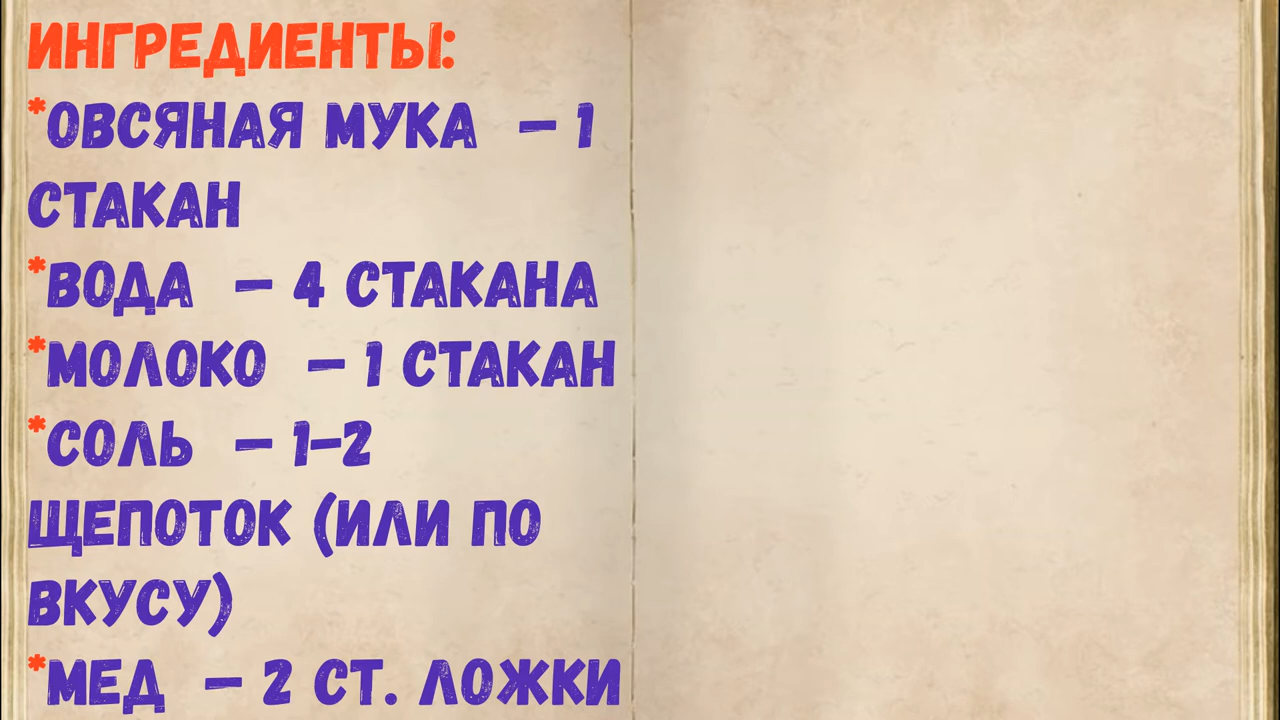 ИНГРЕДИЕНТЫ:
*ОВСЯНАЯ МУКА – 1
СТАКАН
*ВОДА – 4 СТАКАНА
*МОЛОКО – 1 СТАКАН
*СОЛЬ – 1-2
ЩЕПОТОК (ИЛИ ПО
ВКУСУ)
*МЕД – 2 СТ. ЛОЖКИ